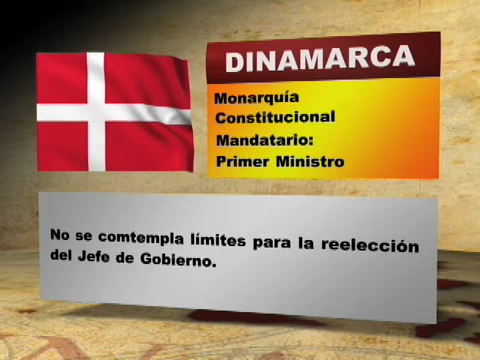 DINAMARCA
Monarquía
Constitucional
Mandatario:
Primer Ministro
No se comtempla límites para la reelección
del Jefe de Gobierno.